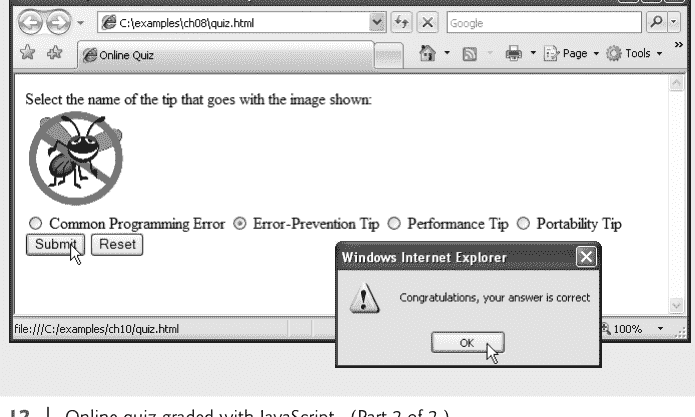 C:\examples\ch08\quiz.html
Google
Online Quiz
Page
Tools
Select the name of the tip that goes with the image shown:
Common Programming Error Error-Prevention Tip Performance Tip Portability Tip
Submit Reset
Windows Internet Explorer
Congratulations, your answer is correct
OK
file:///C:/examples/ch10/quiz.html
100%
Online quiz graded with JavaScript. (Part 2 of 2.)